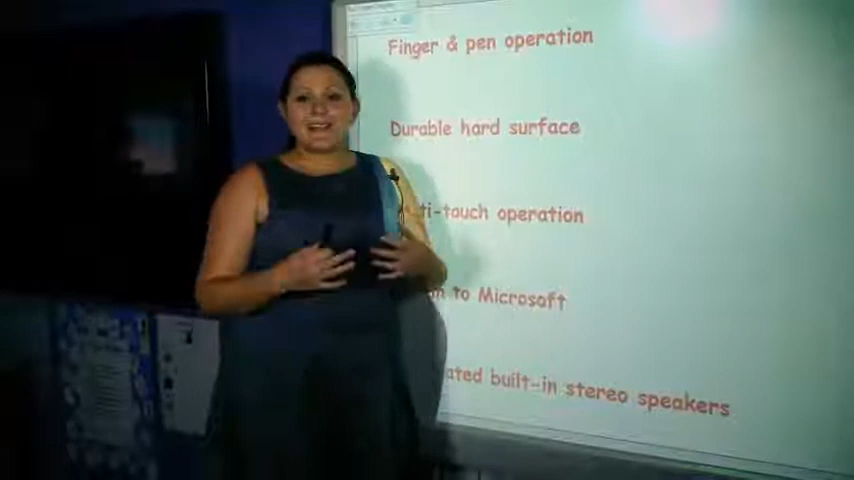 Finger & pen operation
Durable hard surface
ti-touch operation
to Microsoft
ated built-in stereo speakers